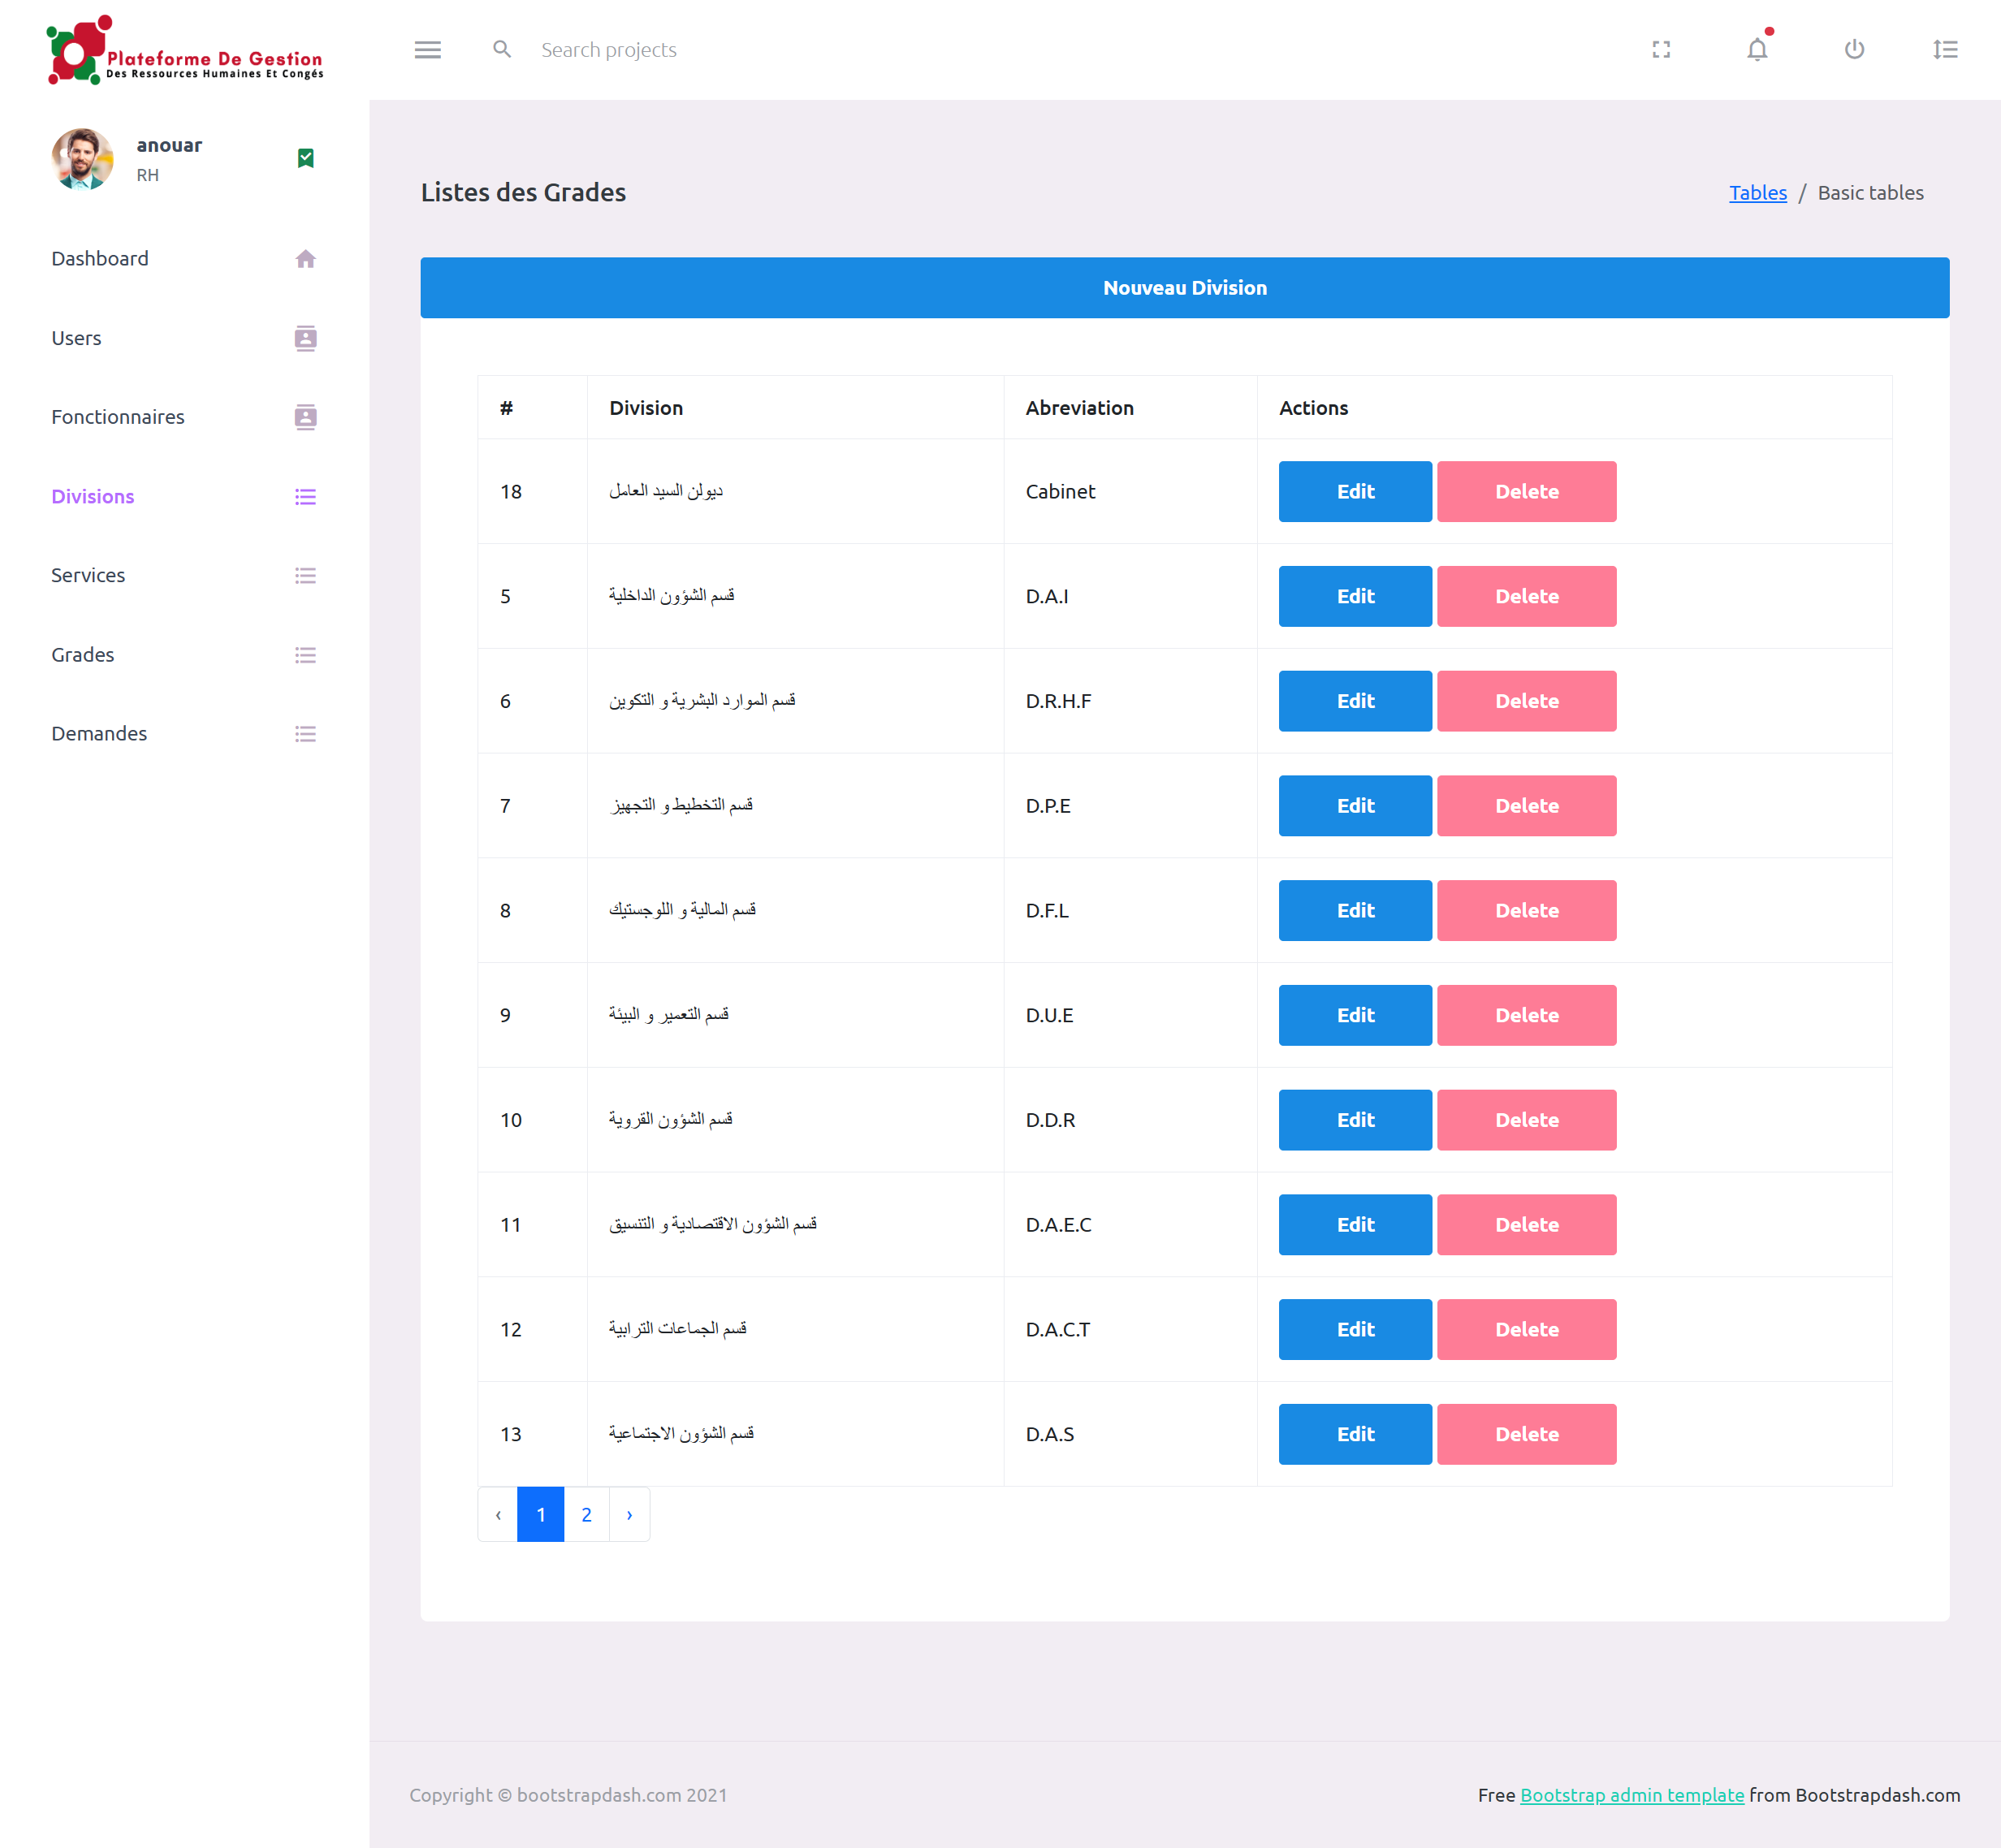 Plateforme De Gestion
Des Ressources Humaines Et Congés
Search projects
anouar
RH
Dashboard
Users
Fonctionnaires
Divisions
Services
Grades
Demandes
Listes des Grades
Tables / Basic tables
Nouveau Division
# Division Abreviation Actions
18 ديولن السيد العامل Cabinet Edit Delete
5 قسم الشؤون الداخلية D.A.I Edit Delete
6 قسم الموارد البشرية و التكوين D.R.H.F Edit Delete
7 قسم التخطيط و التجهيز D.P.E Edit Delete
8 قسم المالية و اللوجستيك D.F.L Edit Delete
9 قسم التعمير و البيئة D.U.E Edit Delete
10 قسم الشؤون القروية D.D.R Edit Delete
11 قسم الشؤون الاقتصادية و التنسيق D.A.E.C Edit Delete
12 قسم الجماعات الترابية D.A.C.T Edit Delete
13 قسم الشؤون الاجتماعية D.A.S Edit Delete
‹ 1 2 ›
Copyright © bootstrapdash.com 2021
Free Bootstrap admin template from Bootstrapdash.com